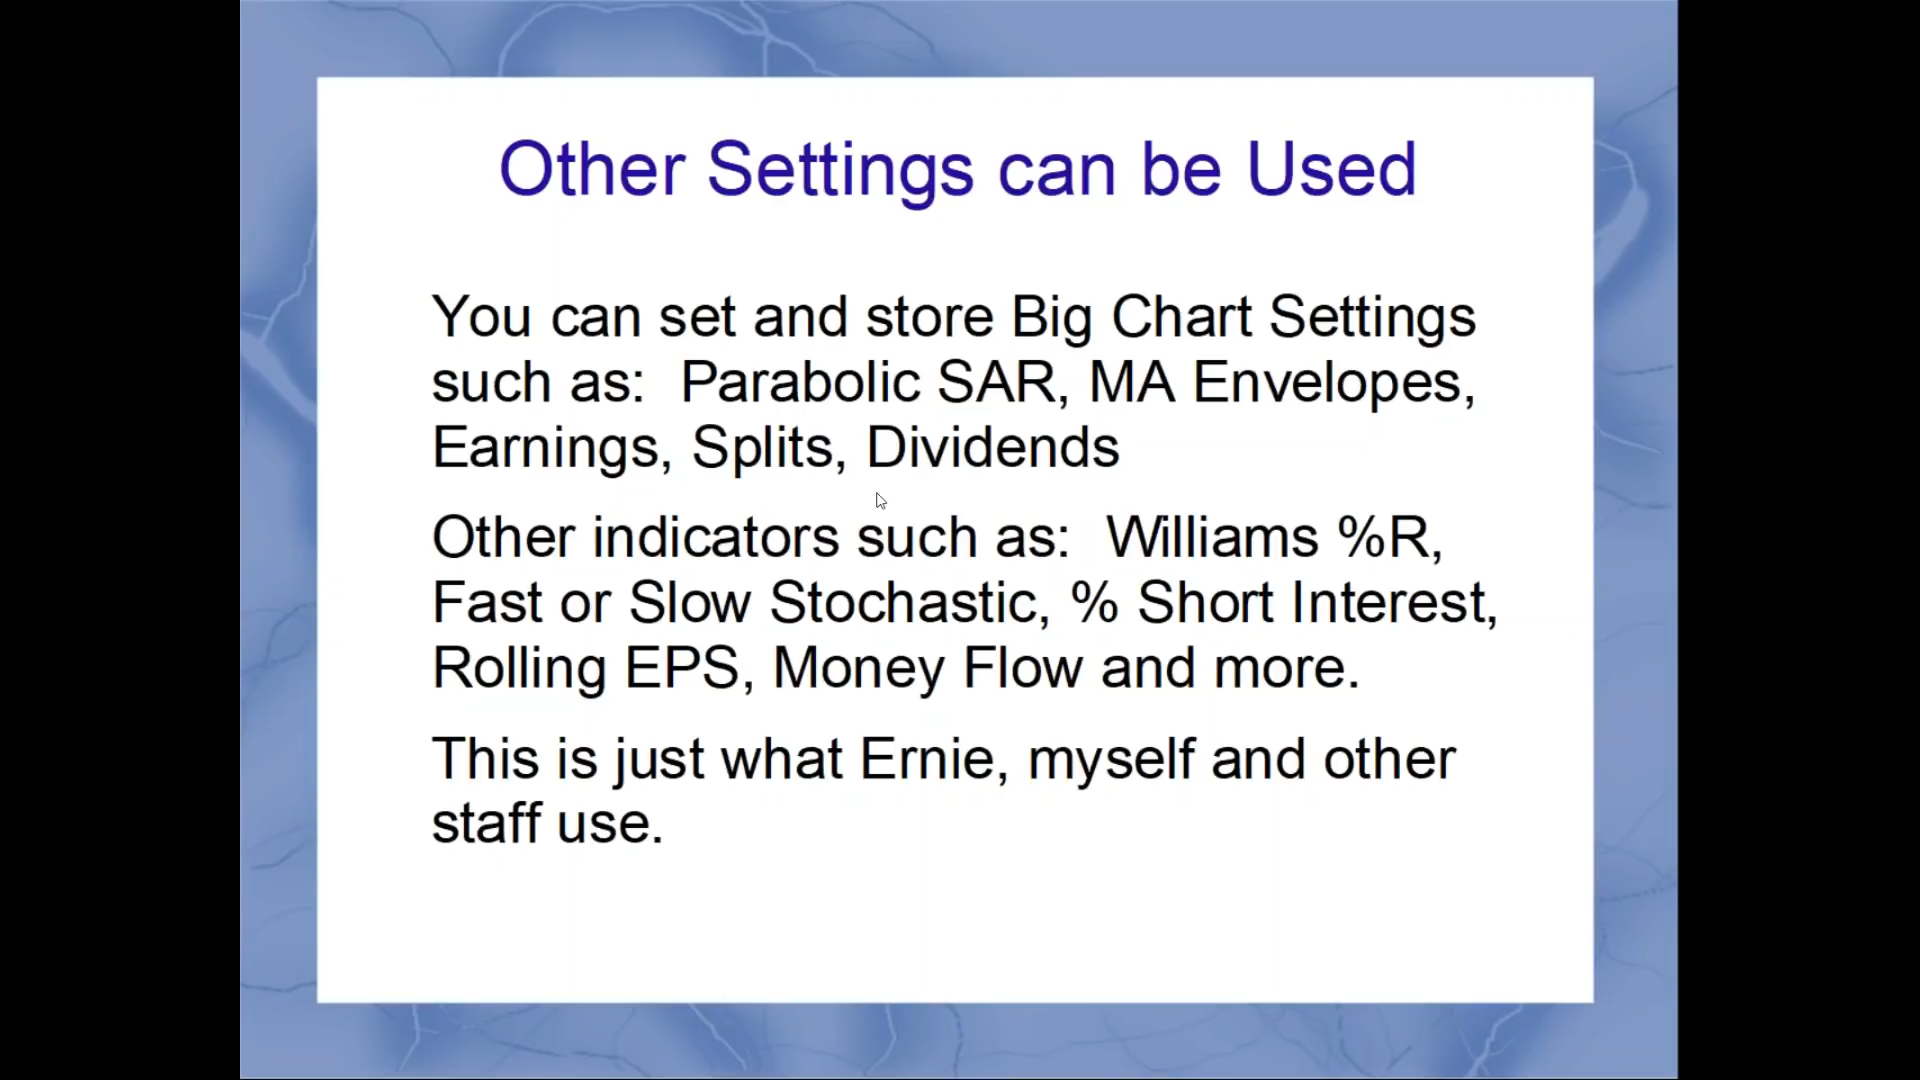 Other Settings can be Used
You can set and store Big Chart Settings
such as:  Parabolic SAR, MA Envelopes,
Earnings, Splits, Dividends
Other indicators such as:  Williams %R,
Fast or Slow Stochastic, % Short Interest,
Rolling EPS, Money Flow and more.
This is just what Ernie, myself and other
staff use.